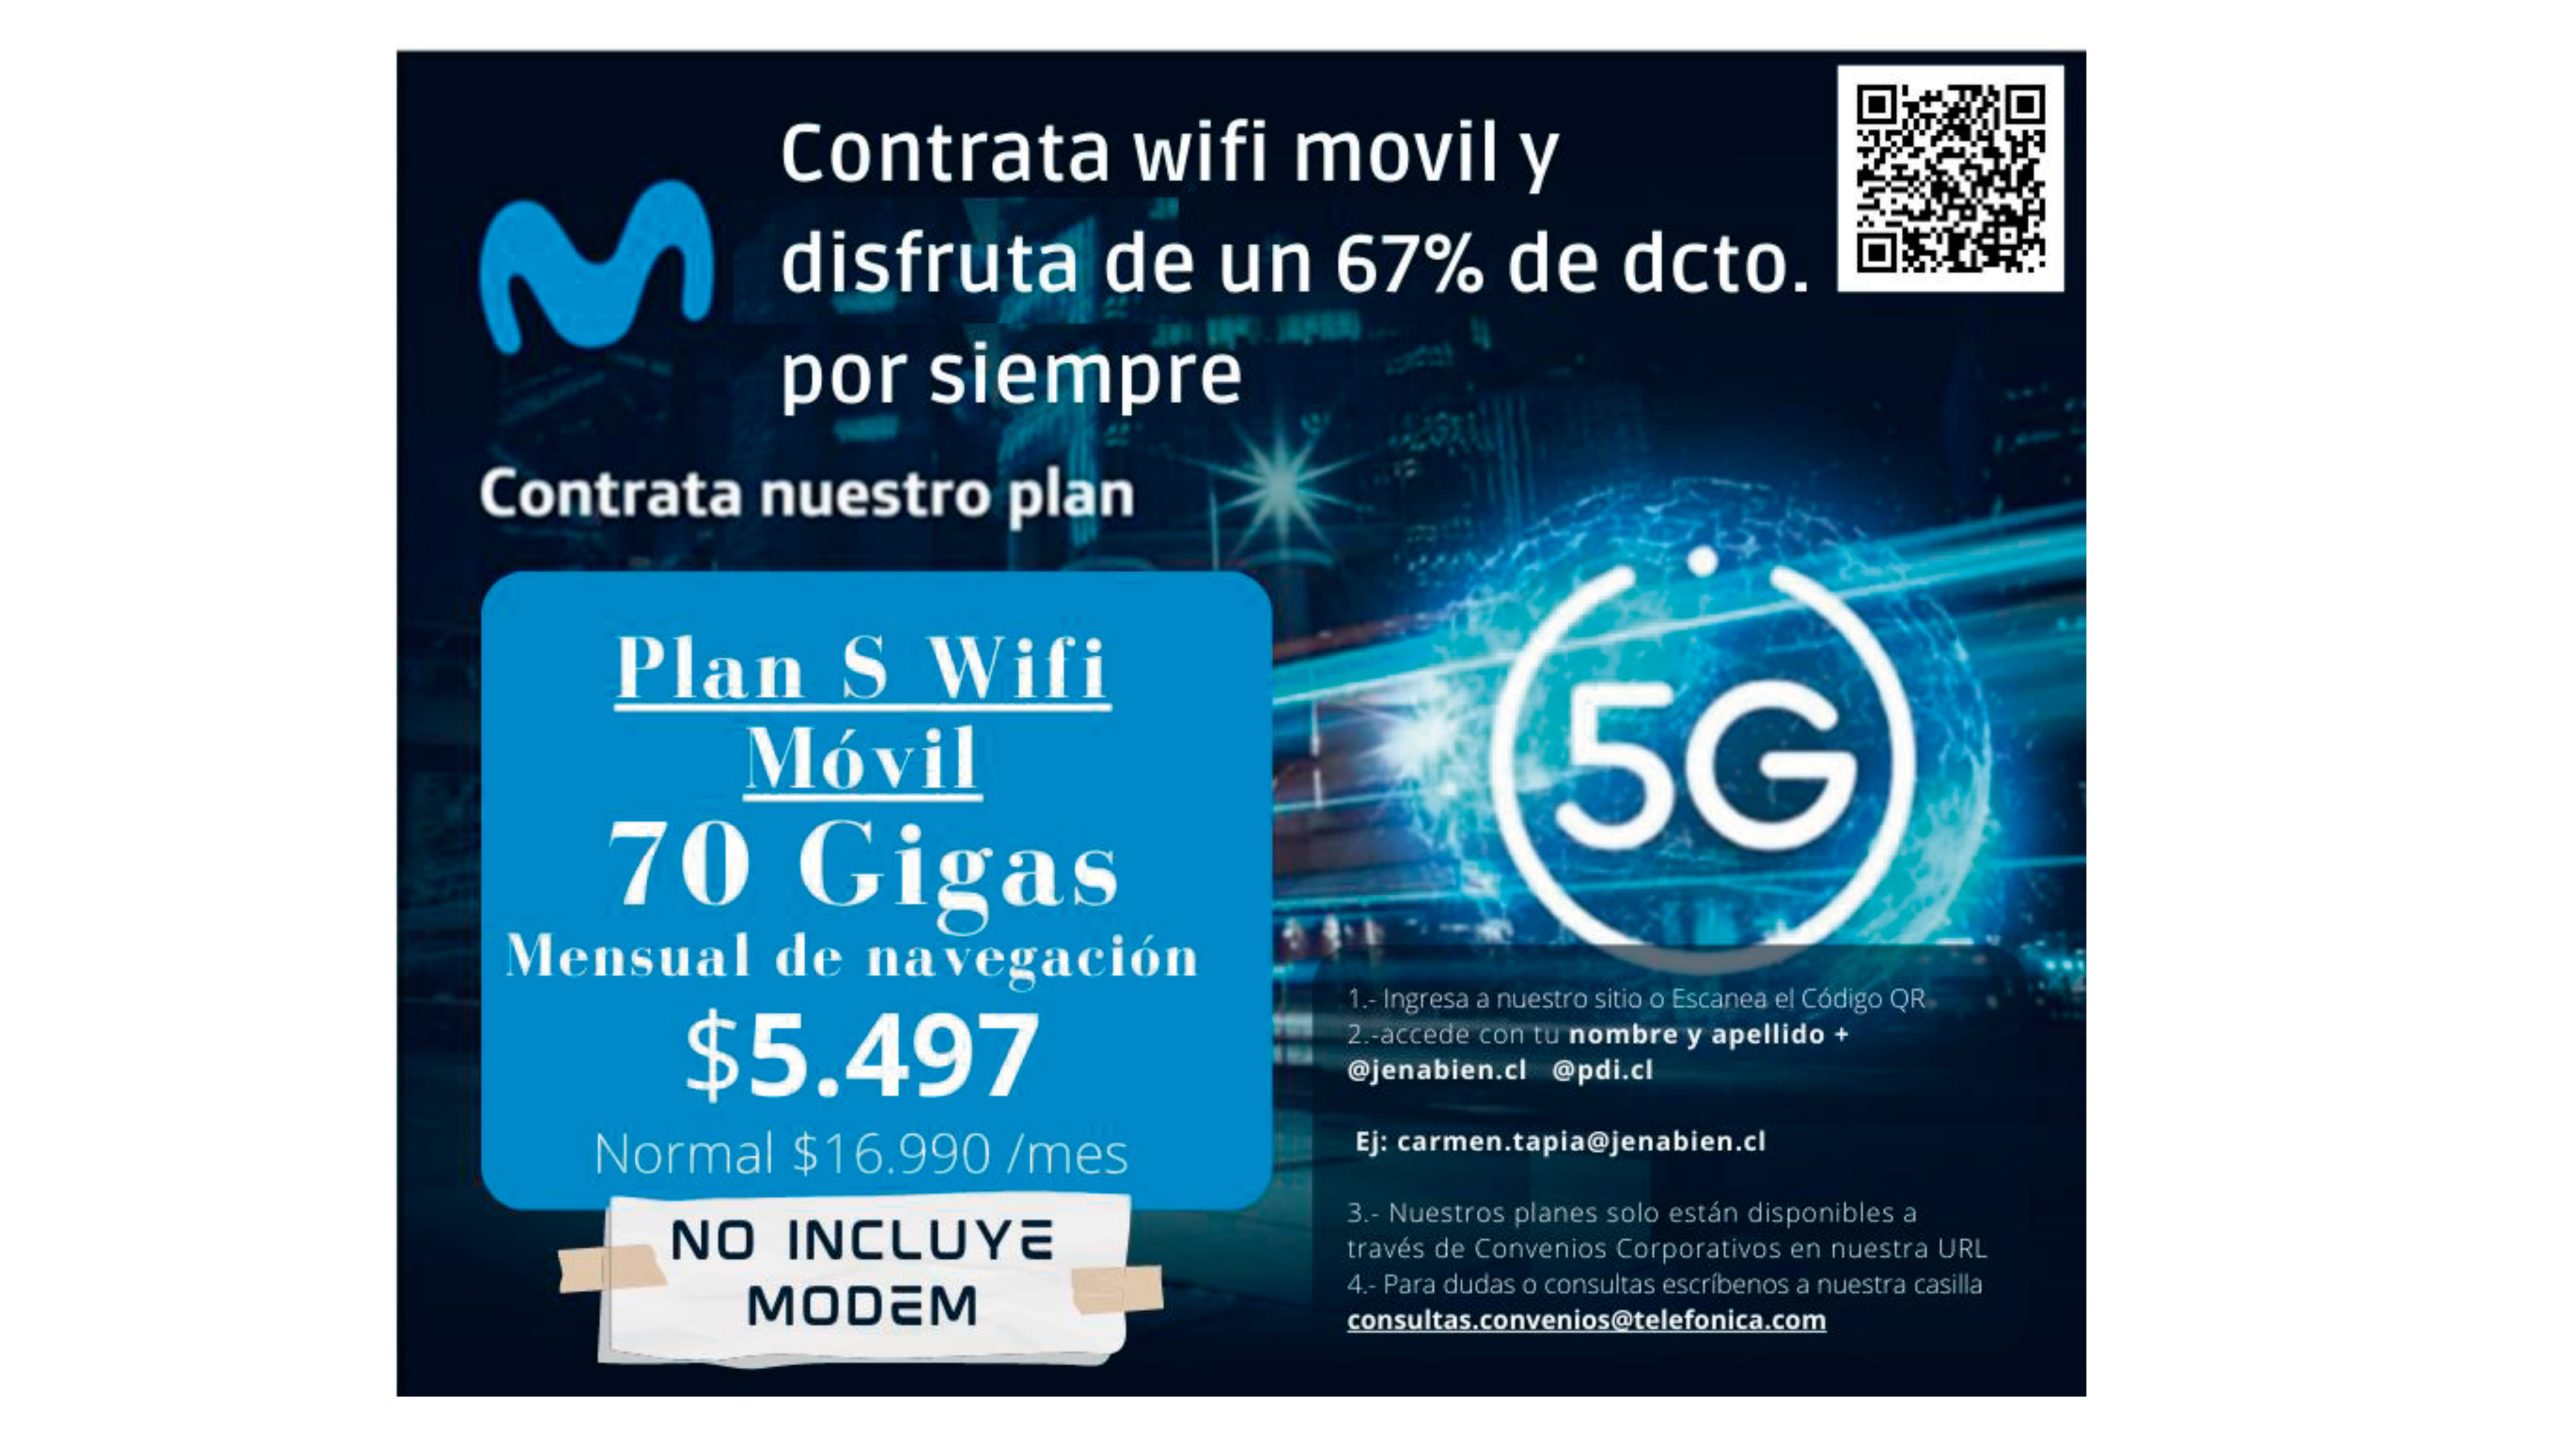 Contrata wifi movil y
disfruta de un 67% de dcto.
por siempre
Contrata nuestro plan
Plan S Wifi
Móvil
70 Gigas
Mensual de navegación
$5.497
Normal $16.990 /mes
NO INCLUYE
MODEM
5G
1.- Ingresa a nuestro sitio o Escanea el Código QR
2.-accede con tu nombre y apellido +
@jenabien.cl @pdi.cl
Ej: carmen.tapia@jenabien.cl
3.- Nuestros planes solo están disponibles a
través de Convenios Corporativos en nuestra URL
4.- Para dudas o consultas escríbenos a nuestra casilla
consultas.convenios@telefonica.com